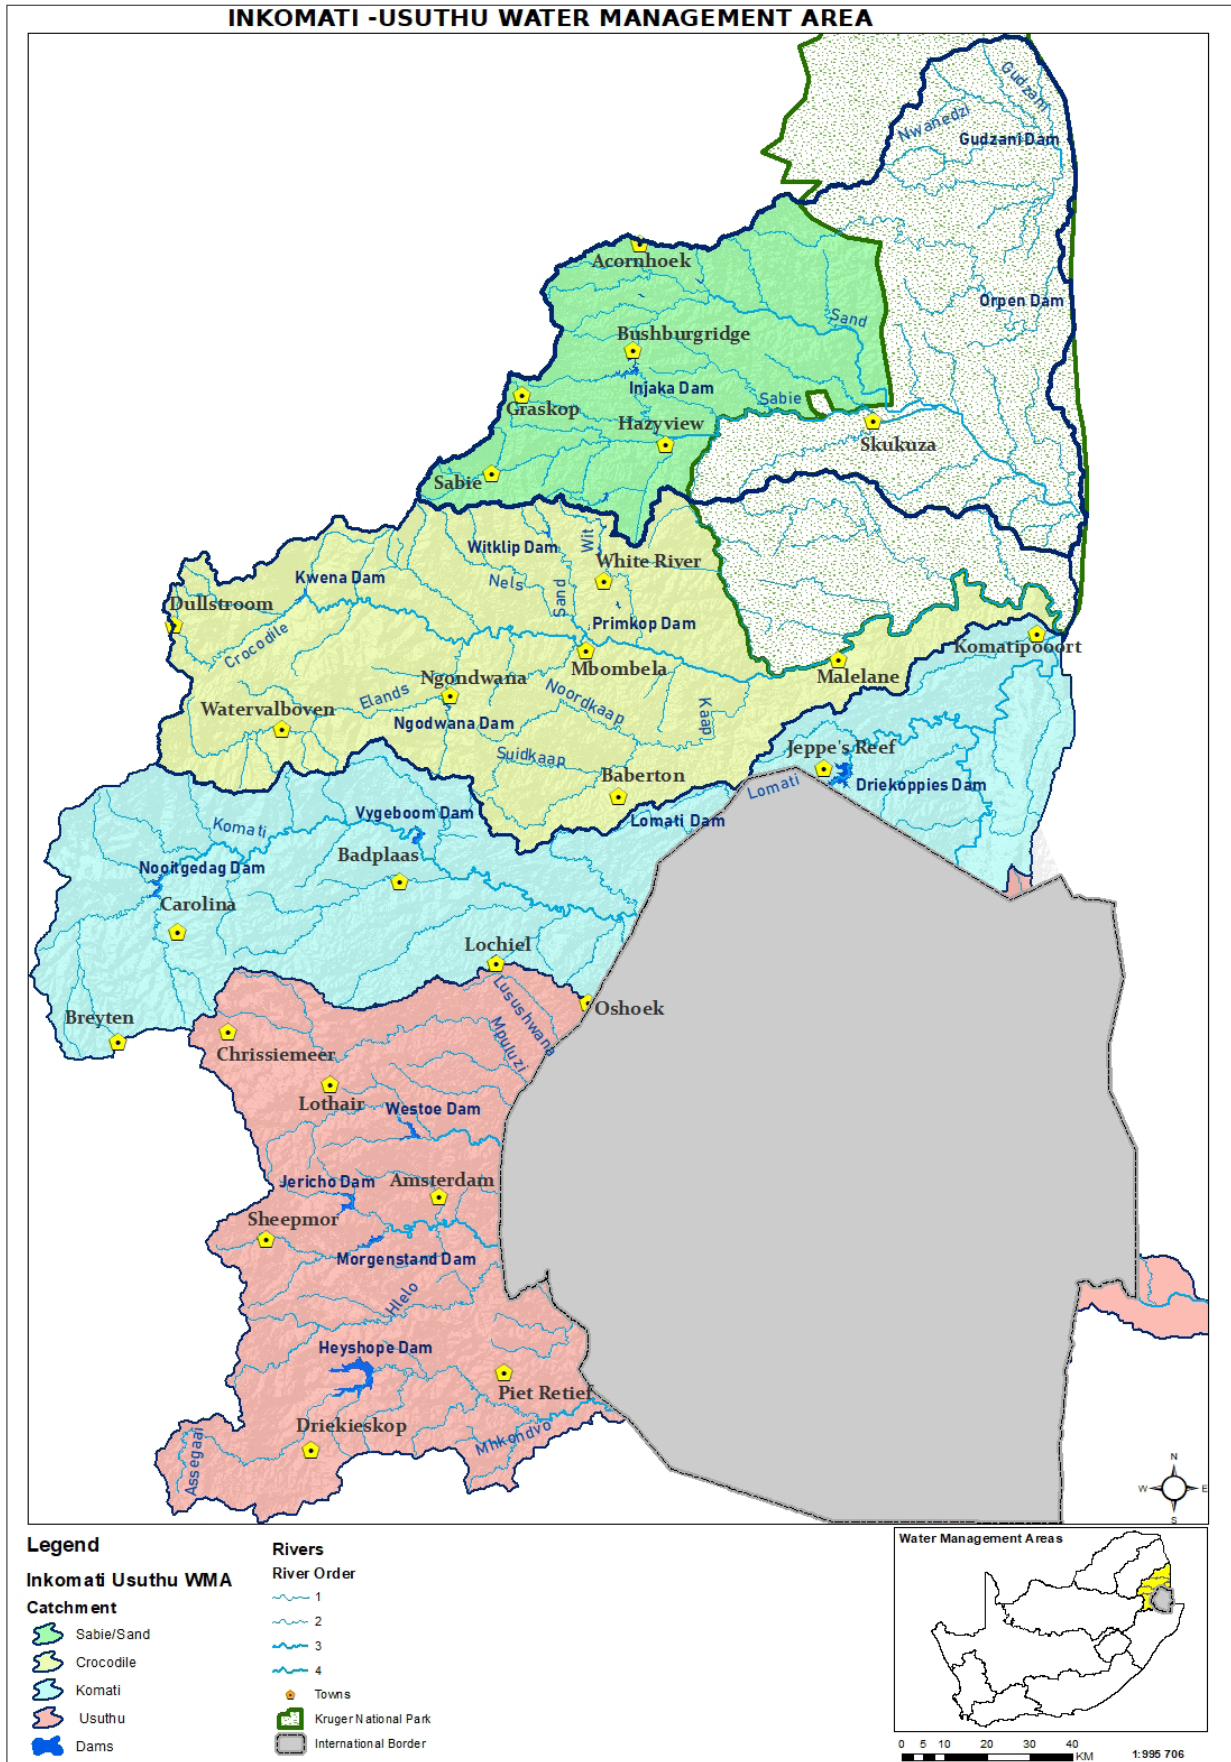 INKOMATI -USUTHU WATER MANAGEMENT AREA
Gudzam
Nwanedzi
Gudzani Dam
Acornhoek
Orpen Dam
Sand
Bushburgridge
Injaka Dam
Sabie
Graskop
Hazyview
Skukuza
Sabie
Witklip Dam
Wit
White River
Kwena Dam
Nels
Sand
Dullstroom
Primkop Dam
Crocodile
Komatipooort
Mbombela
Malelane
Ngondwana
Elands
Noordkaap
Kaap
Watervalboven
Ngodwana Dam
Suidkaap
Jeppe's Reef
Baberton
Lomati
Driekoppies Dam
Vygeboom Dam
Lomati Dam
Komati
Badplaas
Nooitgedag Dam
Carolina
Lochiel
Lusushwana
Oshoek
Breyten
Mpuluzi
Chrissiemeer
Lothair
Westoe Dam
Jericho Dam
Amsterdam
Sheepmor
Morgenstand Dam
Hlelo
Heyshope Dam
Piet Retief
Driekieskop
Mhkondvo
Assegaai
N
W
E
S
Legend
Inkomati Usuthu WMA
Catchment
Sabie/Sand
Crocodile
Komati
Usuthu
Dams
Rivers
River Order
1
2
3
4
Towns
Kruger National Park
International Border
Water Management Areas
0 5 10 20 30 40
KM
1:995 706